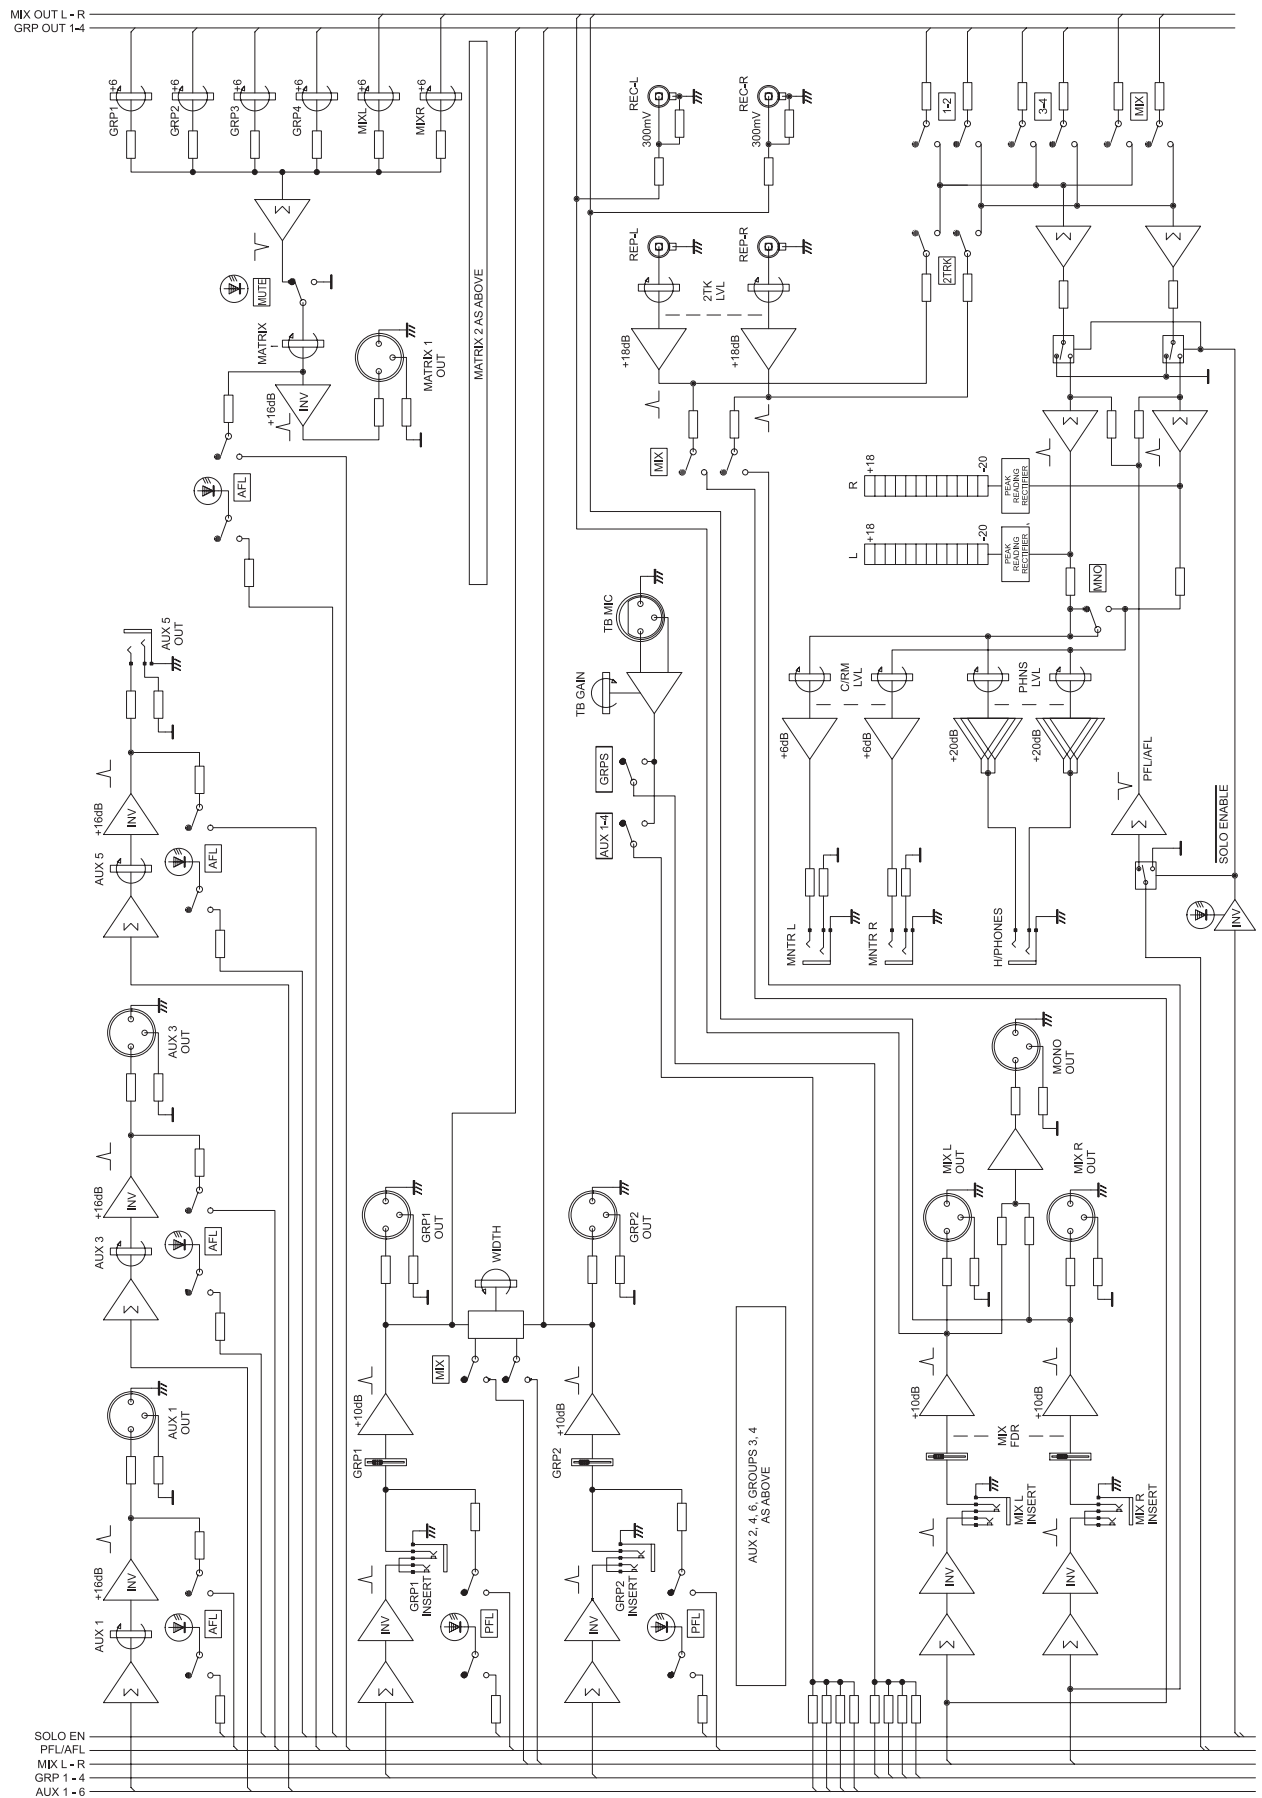 MIX OUT L - R
GRP OUT 1-4
GRP1
+6
GRP2
+6
GRP3
+6
GRP4
+6
MIXL
+6
MIXR
+6
Σ
MUTE
MATRIX
1
+16dB
INV
MATRIX 1
OUT
AFL
MATRIX 2 AS ABOVE
REC-L
300mV
REC-R
300mV
REP-L
REP-R
2TK
LVL
+18dB
+18dB
MIX
1-2
3-4
MIX
2TRK
Σ
Σ
Σ
Σ
R
+18
-20
PEAK
READING
RECTIFIER
L
+18
-20
PEAK
READING
RECTIFIER
MNO
AUX 5
OUT
+16dB
INV
AUX 5
AFL
Σ
TB MIC
TB GAIN
GRPS
AUX 1-4
C/RM
LVL
PHNS
LVL
+6dB
+6dB
+20dB
+20dB
PFL/AFL
Σ
SOLO ENABLE
INV
MNTR L
MNTR R
H/PHONES
AUX 3
OUT
+16dB
INV
AUX 3
AFL
Σ
MONO
OUT
GRP1
OUT
WIDTH
GRP2
OUT
MIX L
OUT
MIX R
OUT
AUX 1
OUT
+16dB
INV
AUX 1
AFL
Σ
MIX
+10dB
+10dB
GRP1
GRP2
GRP1
INSERT
GRP2
INSERT
INV
INV
PFL
PFL
Σ
Σ
AUX 2, 4, 6, GROUPS 3, 4
AS ABOVE
+10dB
+10dB
MIX
FDR
MIX L
INSERT
MIX R
INSERT
INV
INV
Σ
Σ
SOLO EN
PFL/AFL
MIX L - R
GRP 1 - 4
AUX 1 - 6